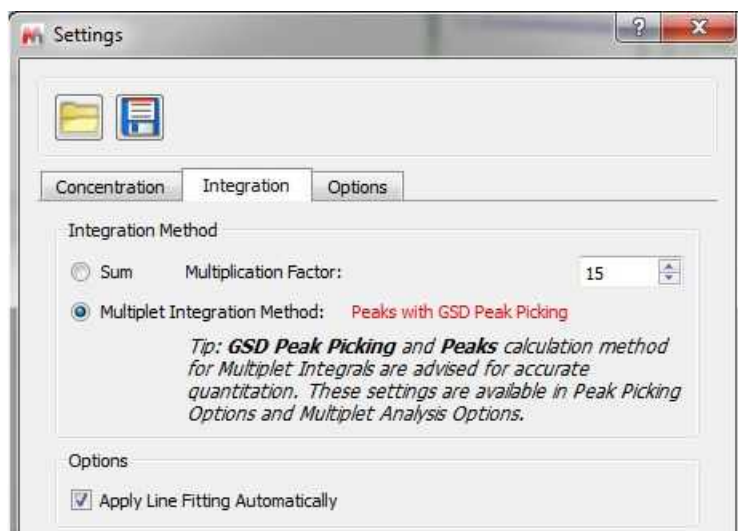 Settings
?
Concentration Integration Options
Integration Method
Sum Multiplication Factor: 15
Multiplet Integration Method: Peaks with GSD Peak Picking
Tip: GSD Peak Picking and Peaks calculation method
for Multiplet Integrals are advised for accurate
quantitation. These settings are available in Peak Picking
Options and Multiplet Analysis Options.
Options
Apply Line Fitting Automatically